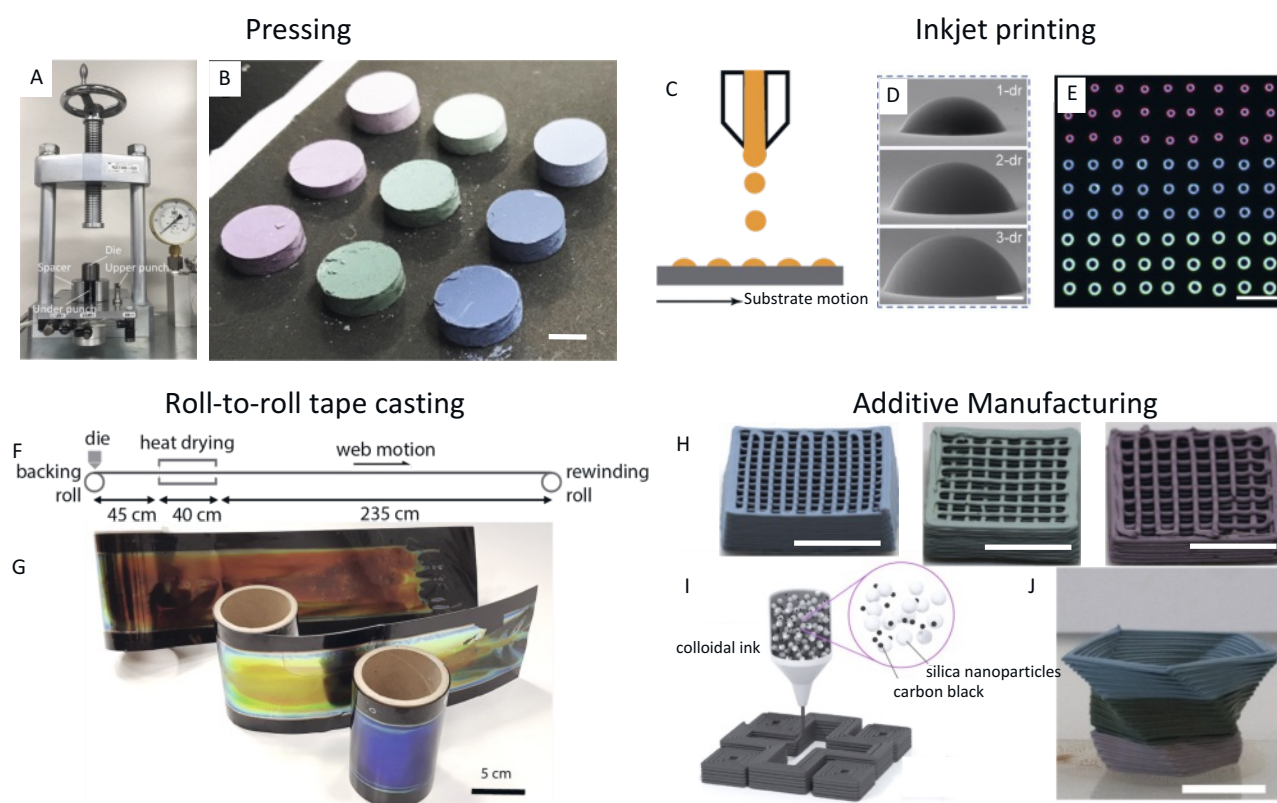 Pressing
Inkjet printing
A
B
C
D
E
Die
Spacer
Upper punch
Under punch
1-dr
2-dr
3-dr
Substrate motion
Roll-to-roll tape casting
Additive Manufacturing
F
die
heat drying
web motion
backing
roll
rewinding
roll
45 cm
40 cm
235 cm
G
5 cm
H
I
J
colloidal ink
silica nanoparticles
carbon black